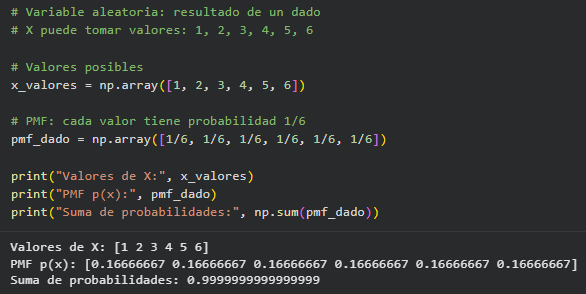 # Variable aleatoria: resultado de un dado
# X puede tomar valores: 1, 2, 3, 4, 5, 6
# Valores posibles
x_valores = np.array([1, 2, 3, 4, 5, 6])
# PMF: cada valor tiene probabilidad 1/6
pmf_dado = np.array([1/6, 1/6, 1/6, 1/6, 1/6, 1/6])
print("Valores de X:", x_valores)
print("PMF p(x):", pmf_dado)
print("Suma de probabilidades:", np.sum(pmf_dado))
Valores de X: [1 2 3 4 5 6]
PMF p(x): [0.16666667 0.16666667 0.16666667 0.16666667 0.16666667 0.16666667]
Suma de probabilidades: 0.9999999999999999